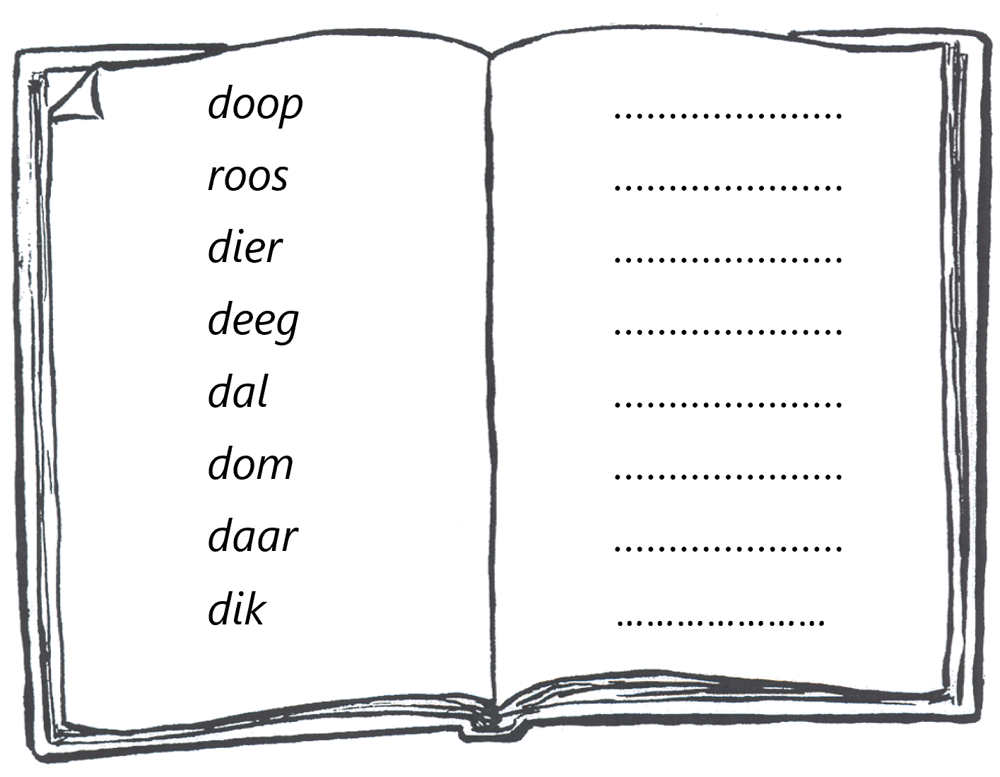 doop .....................
roos .....................
dier .....................
deeg .....................
dal .....................
dom .....................
daar .....................
dik .....................